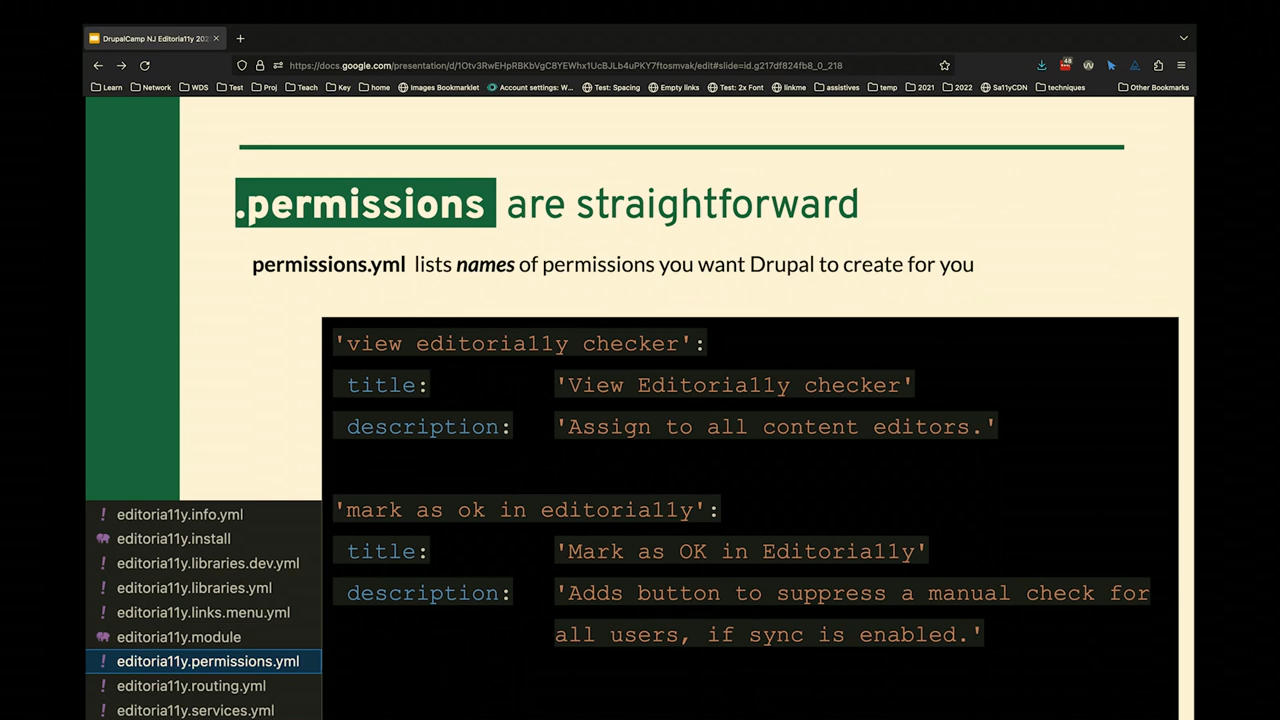 DrupalCamp NJ Editoria11y 202
https://docs.google.com/presentation/d/1Otv3RwEHpRBKbVgC8YEWhx1UcBJLb4uPKY7ftosmvak/edit#slide=id.g217df824fb8_0_218
48
Learn Network WDS Test Proj Teach Key home Images Bookmarklet Account settings: W... Test: Spacing Empty links Test: 2x Font linkme assistives temp 2021 2022 Sa11yCDN techniques Other Bookmarks
.permissions are straightforward
permissions.yml lists names of permissions you want Drupal to create for you
'view editoria11y checker':
title: 'View Editoria11y checker'
description: 'Assign to all content editors.'
'mark as ok in editoria11y':
title: 'Mark as OK in Editoria11y'
description: 'Adds button to suppress a manual check for
all users, if sync is enabled.'
editoria11y.info.yml
editoria11y.install
editoria11y.libraries.dev.yml
editoria11y.libraries.yml
editoria11y.links.menu.yml
editoria11y.module
editoria11y.permissions.yml
editoria11y.routing.yml
editoria11y.services.yml